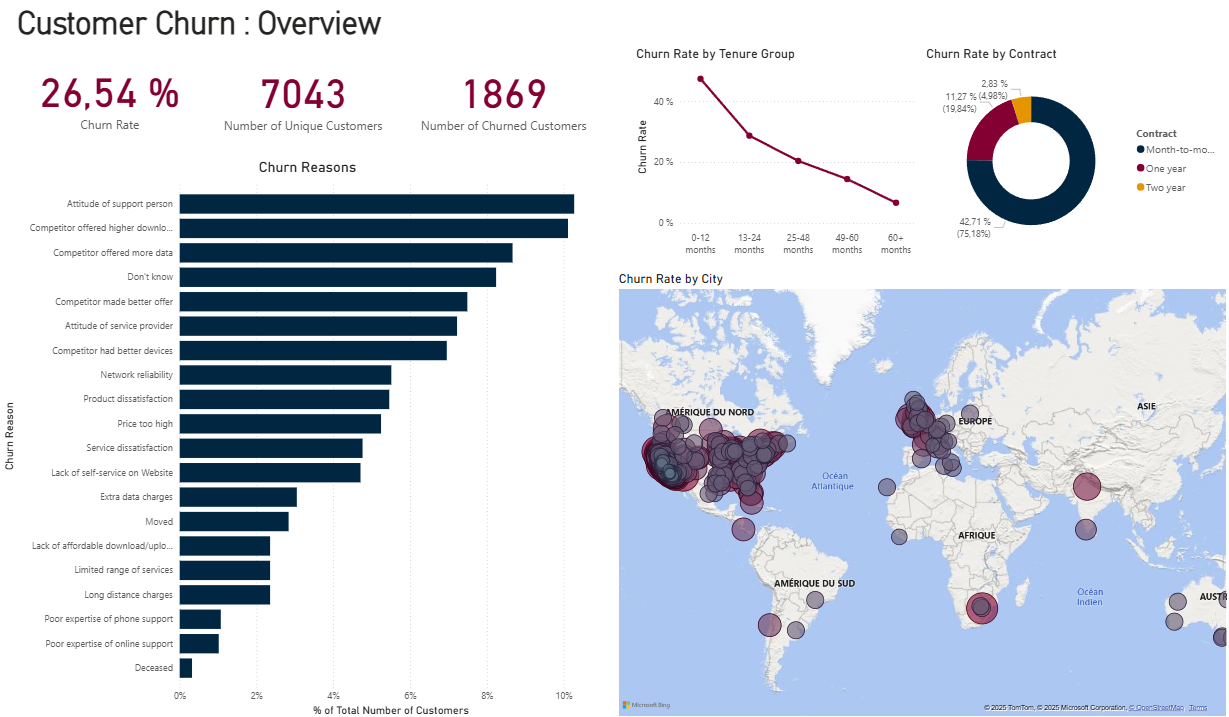 Customer Churn : Overview
26,54 %
Churn Rate
7043
Number of Unique Customers
1869
Number of Churned Customers
Churn Reasons
Churn Reason
Attitude of support person
Competitor offered higher downlo...
Competitor offered more data
Don't know
Competitor made better offer
Attitude of service provider
Competitor had better devices
Network reliability
Product dissatisfaction
Price too high
Service dissatisfaction
Lack of self-service on Website
Extra data charges
Moved
Lack of affordable download/uplo...
Limited range of services
Long distance charges
Poor expertise of phone support
Poor expertise of online support
Deceased
0% 2% 4% 6% 8% 10%
% of Total Number of Customers
Churn Rate by Tenure Group
Churn Rate
40 %
20 %
0 %
0-12 13-24 25-48 49-60 60+
months months months months months
Churn Rate by Contract
2,83 %
(4,98%)
11,27 %
(19,84%)
42,71 %
(75,18%)
Contract
Month-to-mo...
One year
Two year
Churn Rate by City
AMÉRIQUE DU NORD
EUROPE
ASIE
Océan
Atlantique
AFRIQUE
AMÉRIQUE DU SUD
Océan
Indien
AUSTR
Microsoft Bing
© 2025 TomTom, © 2025 Microsoft Corporation, © OpenStreetMap Terms